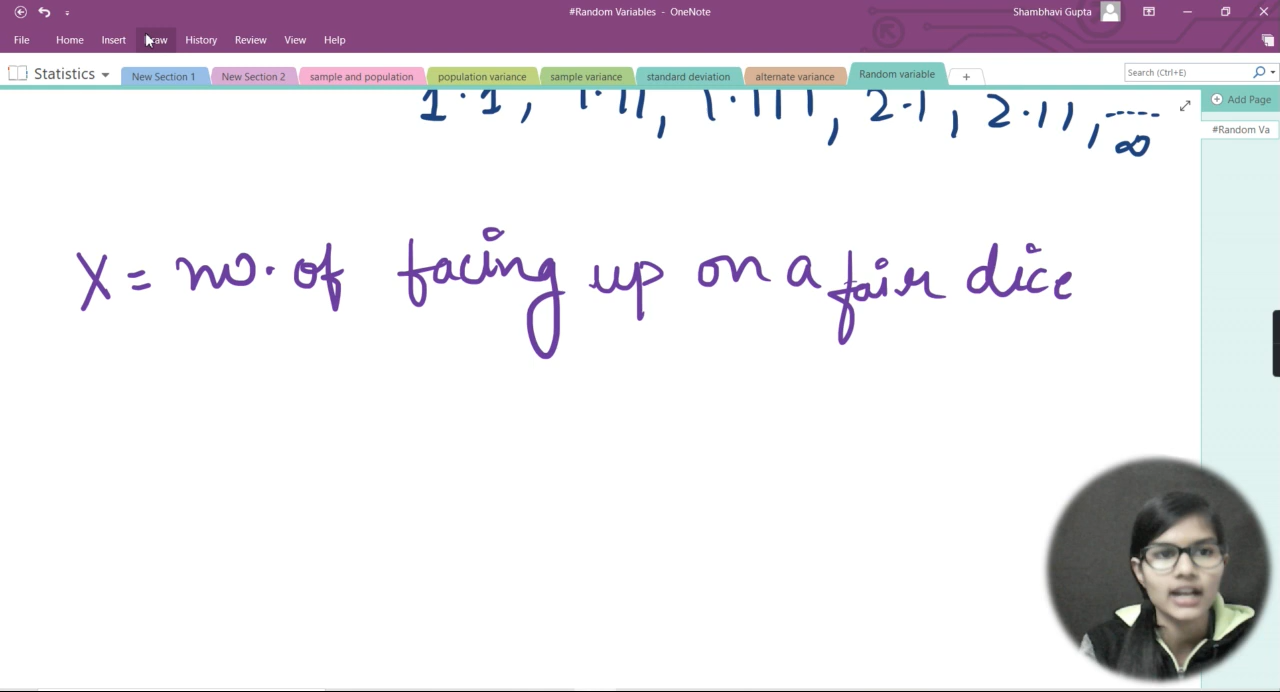 #Random Variables - OneNote
Shambhavi Gupta
File Home Insert Draw History Review View Help
Statistics
New Section 1
New Section 2
sample and population
population variance
sample variance
standard deviation
alternate variance
Random variable
+
Search (Ctrl+E)
Add Page
#Random Va
1.1, 1.11, 1.111, 2.1, 2.11, ----- ∞
X = no. of facing up on a fair dice